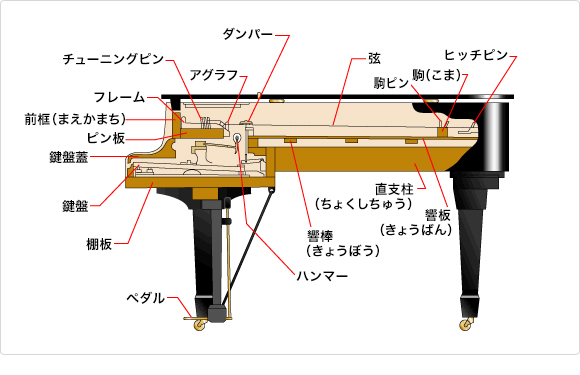 ダンパー
チューニングピン
弦
ヒッチピン
アグラフ
駒(こま)
駒ピン
フレーム
前框(まえかまち)
ピン板
鍵盤蓋
鍵盤
棚板
直支柱
(ちょくしちゅう)
響板
(きょうばん)
響棒
(きょうぼう)
ハンマー
ペダル